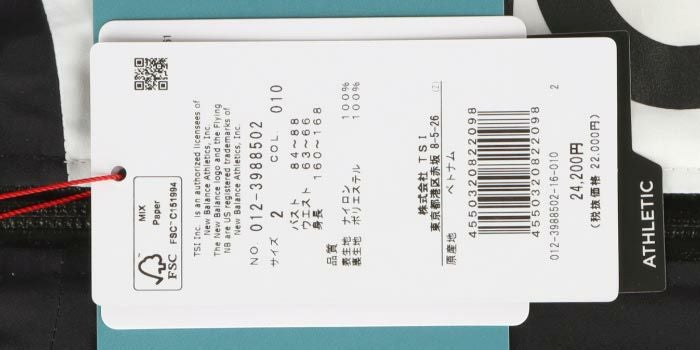 MIX
Paper
FSC™ C151994
FSC
TSI Inc. is an authorized licensees of
New Balance Athletics, Inc.
The New Balance logo and the Flying
NB are US registered trademarks of
New Balance Athletics, Inc.
NO 012-3988502
サイズ 2 COL 010
バスト 84~88
ウエスト 63~66
身長 160~168
品質
表生地 ナイロン 100%
裏生地 ポリエステル 100%
株式会社 TSI
東京都港区赤坂 8-5-26 (2)
原産地 ベトナム
4550320822098
4550320822098
012-3988502-16-010 2
24,200円
(税抜価格 22,000円)
ATHLETIC
61